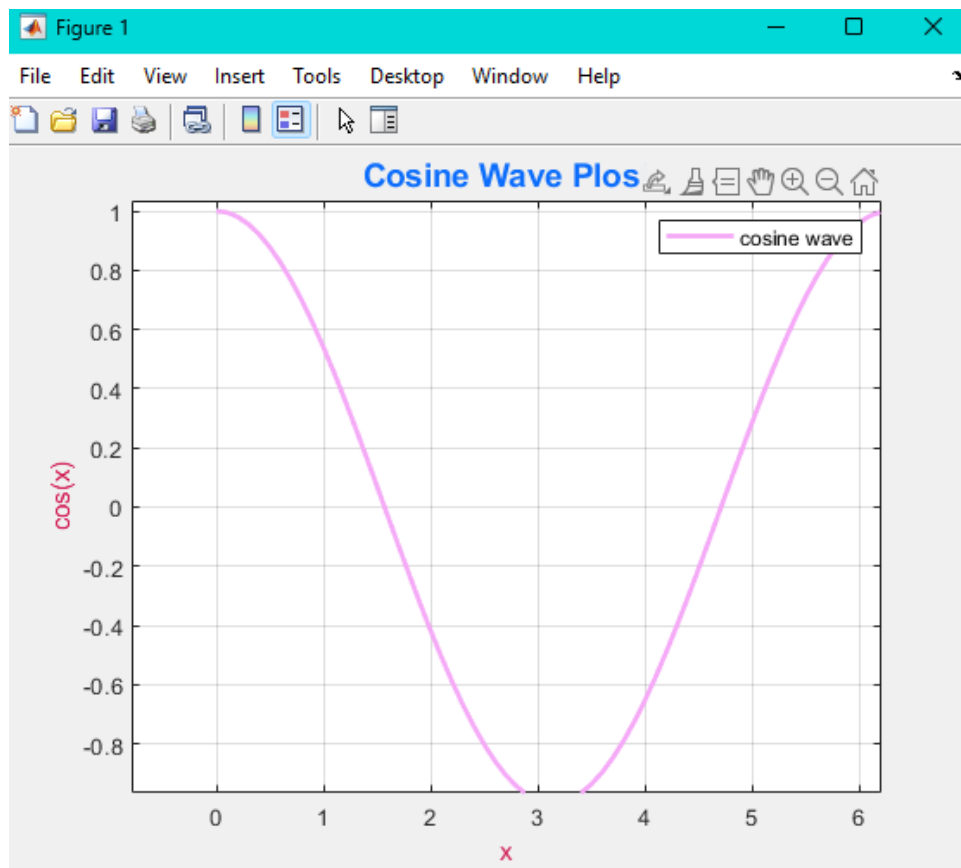 Figure 1
File Edit View Insert Tools Desktop Window Help
Cosine Wave Plos
cosine wave
1
0.8
0.6
0.4
0.2
0
-0.2
-0.4
-0.6
-0.8
cos(x)
0 1 2 3 4 5 6
x